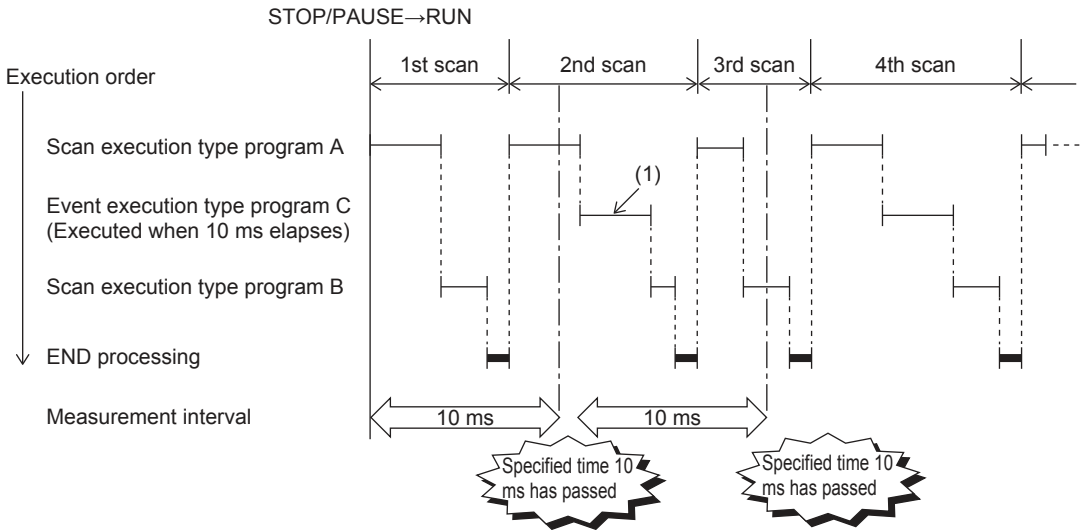 STOP/PAUSE→RUN
Execution order
1st scan
2nd scan
3rd scan
4th scan
Scan execution type program A
(1)
Event execution type program C
(Executed when 10 ms elapses)
Scan execution type program B
END processing
Measurement interval
10 ms
10 ms
Specified time 10
ms has passed
Specified time 10
ms has passed